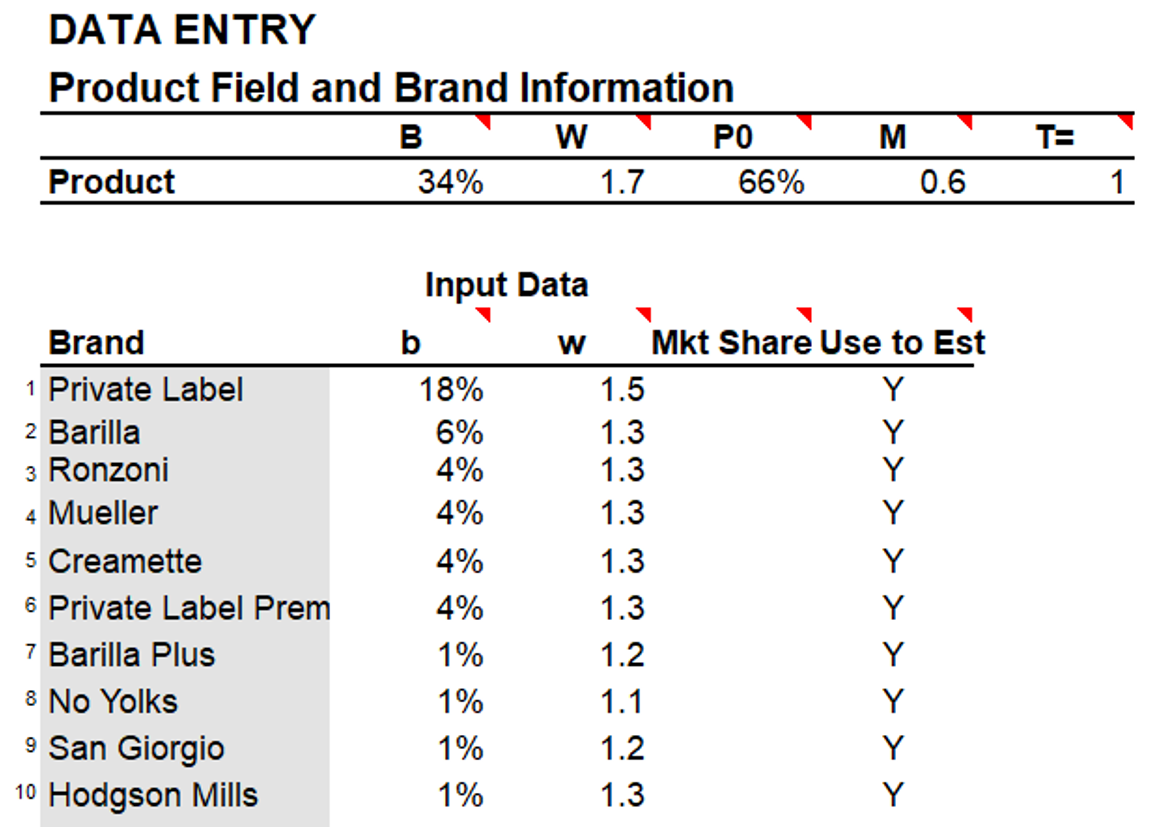 DATA ENTRY
Product Field and Brand Information
B W P0 M T=
Product 34% 1.7 66% 0.6 1
Input Data
Brand b w Mkt Share Use to Est
1 Private Label 18% 1.5 Y
2 Barilla 6% 1.3 Y
3 Ronzoni 4% 1.3 Y
4 Mueller 4% 1.3 Y
5 Creamette 4% 1.3 Y
6 Private Label Prem 4% 1.3 Y
7 Barilla Plus 1% 1.2 Y
8 No Yolks 1% 1.1 Y
9 San Giorgio 1% 1.2 Y
10 Hodgson Mills 1% 1.3 Y